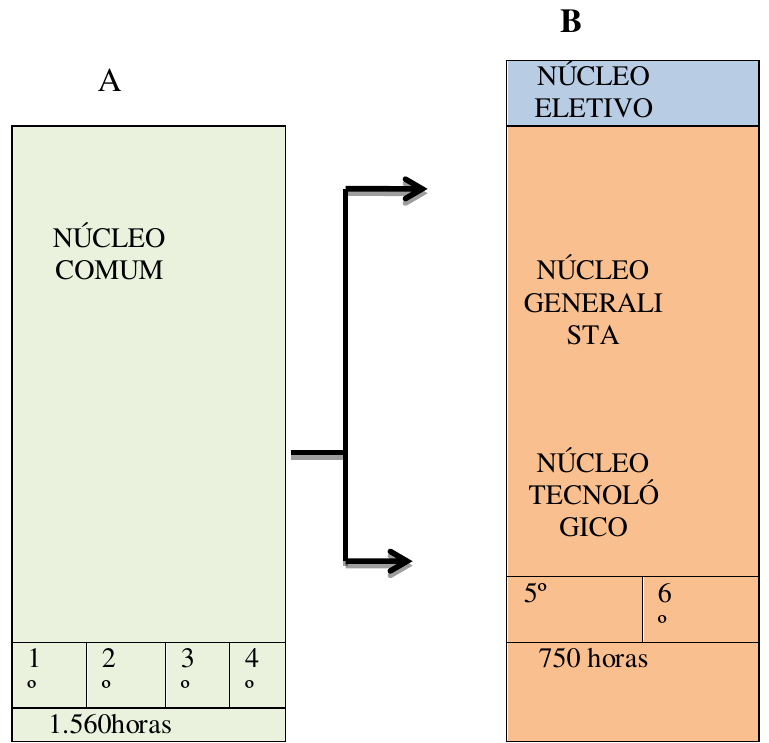 A
NÚCLEO
COMUM
1 2 3 4
º º º º
1.560horas
B
NÚCLEO
ELETIVO
NÚCLEO
GENERALI
STA
NÚCLEO
TECNOLÓ
GICO
5º 6
º
750 horas